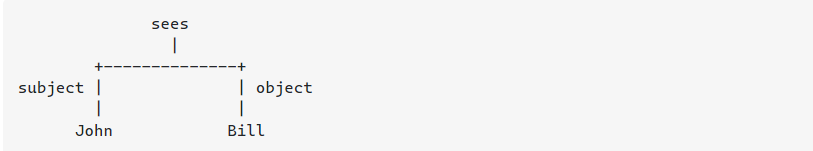 sees
|
+--------------+
subject | | object
| |
John Bill